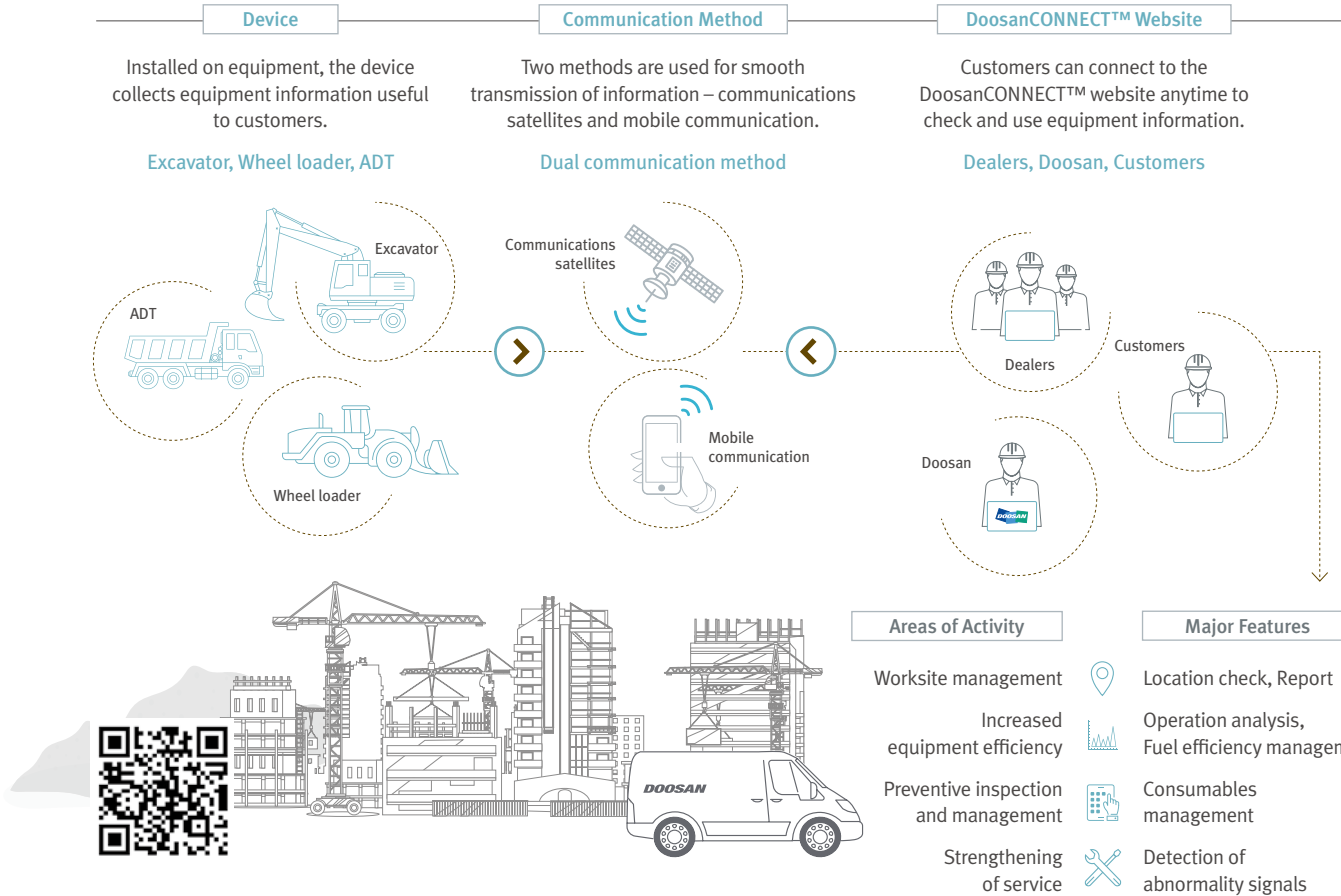 Device
Installed on equipment, the device
collects equipment information useful
to customers.
Excavator, Wheel loader, ADT
Communication Method
Two methods are used for smooth
transmission of information – communications
satellites and mobile communication.
Dual communication method
DoosanCONNECT™ Website
Customers can connect to the
DoosanCONNECT™ website anytime to
check and use equipment information.
Dealers, Doosan, Customers
Excavator
ADT
Wheel loader
Communications
satellites
Mobile
communication
Dealers
Customers
Doosan
DOOSAN
DOOSAN
Areas of Activity
Major Features
Worksite management
Location check, Report
Increased
equipment efficiency
Operation analysis,
Fuel efficiency managem
Preventive inspection
and management
Consumables
management
Strengthening
of service
Detection of
abnormality signals